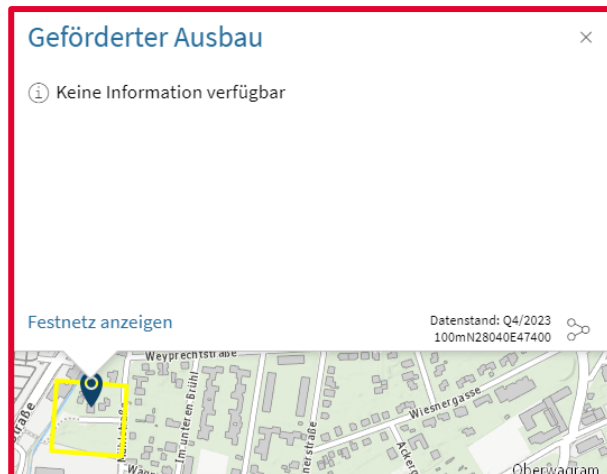 Geförderter Ausbau
Keine Information verfügbar
Festnetz anzeigen
Datenstand: Q4/2023
100mN28040E47400
Weyprechtstraße
Im unteren Brühl
Wiesnergasse
Oberwagram